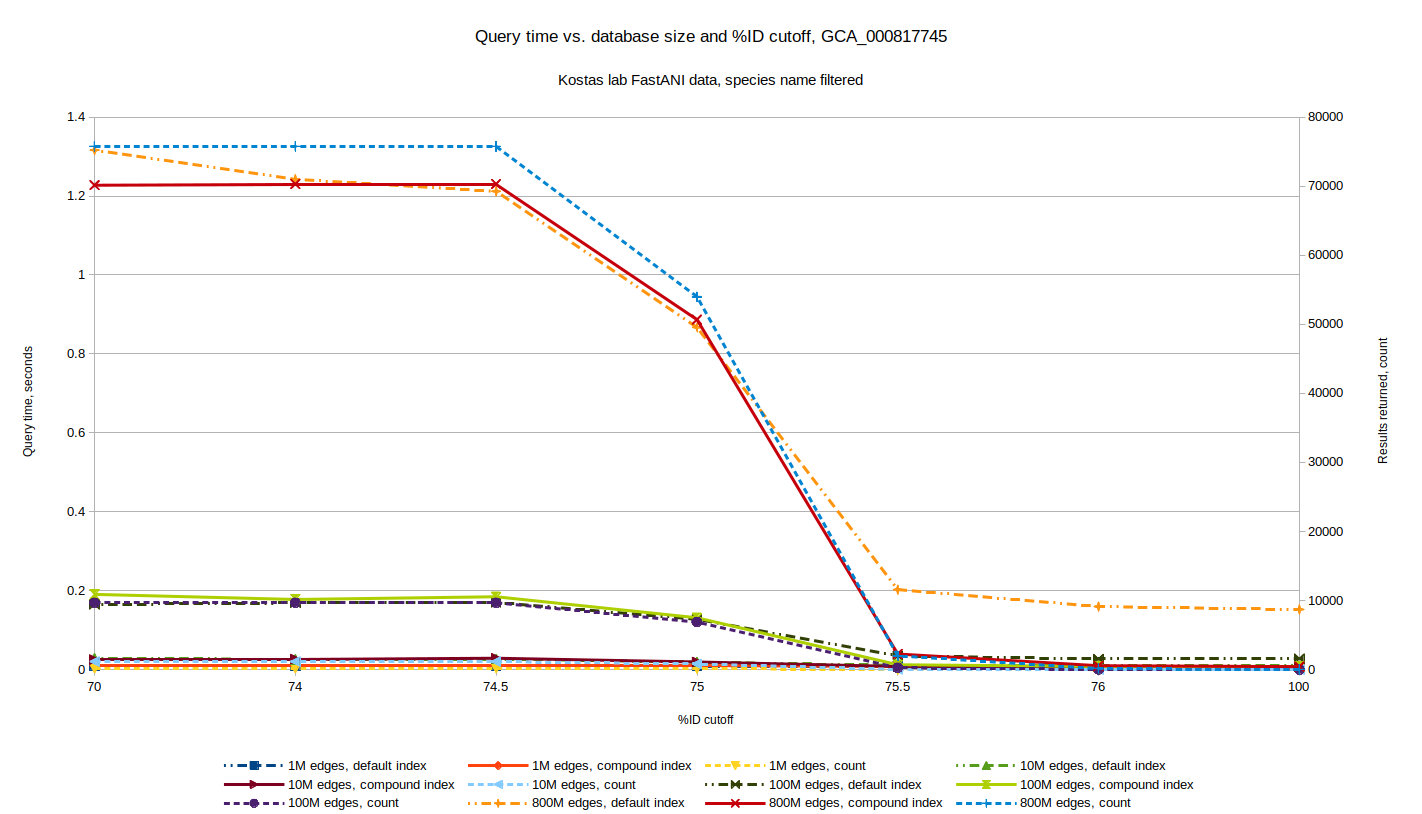 Query time vs. database size and %ID cutoff, GCA_000817745
Kostas lab FastANI data, species name filtered
1.4
1.2
1
0.8
0.6
0.4
0.2
0
Query time, seconds
80000
70000
60000
50000
40000
30000
20000
10000
0
Results returned, count
70 74 74.5 75 75.5 76 100
%ID cutoff
1M edges, default index 1M edges, compound index 1M edges, count 10M edges, default index
10M edges, compound index 10M edges, count 100M edges, default index 100M edges, compound index
100M edges, count 800M edges, default index 800M edges, compound index 800M edges, count